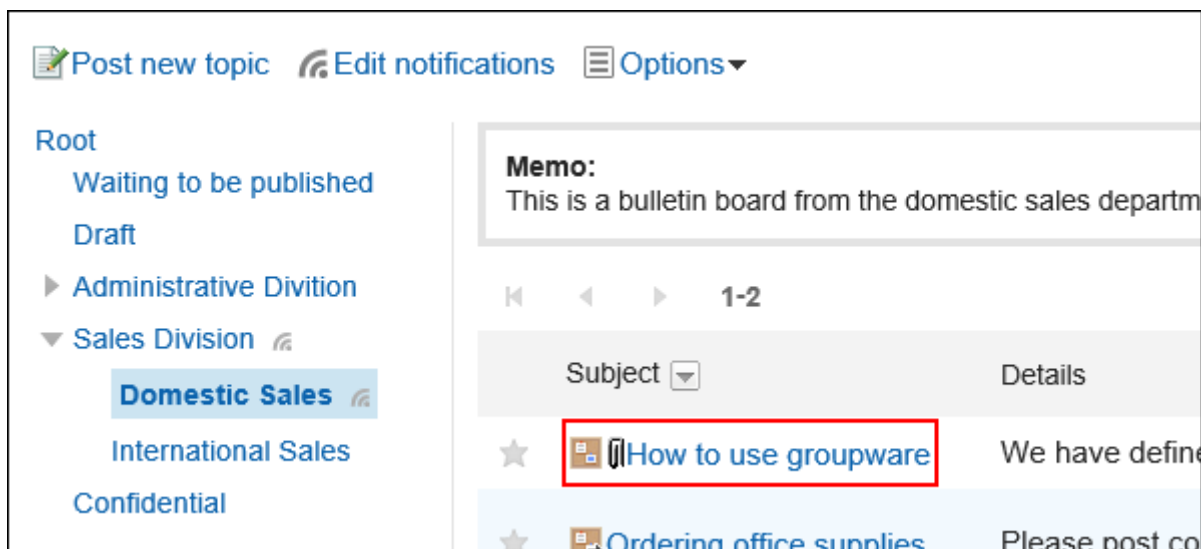 Post new topic Edit notifications Options
Root
Waiting to be published
Draft
Administrative Divition
Sales Division
Domestic Sales
International Sales
Confidential
Memo:
This is a bulletin board from the domestic sales departm
1-2
Subject Details
How to use groupware We have define
Ordering office supplies Please post co